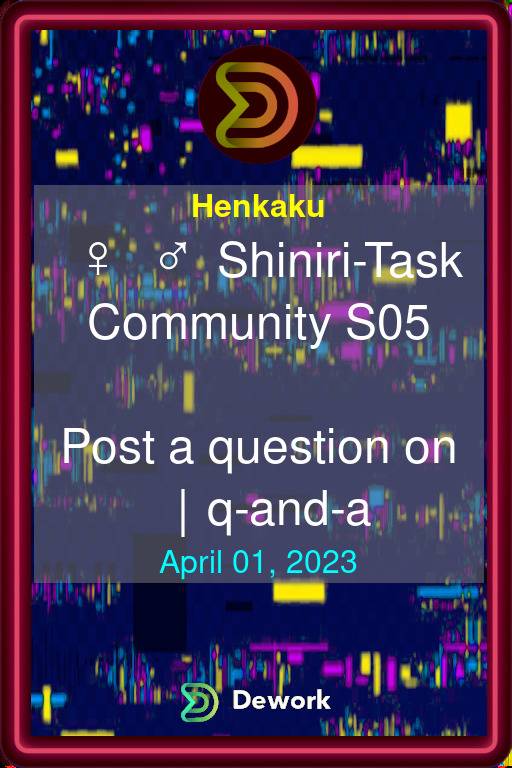 Henkaku
♀ ♂ Shiniri-Task
Community S05
Post a question on
| q-and-a
April 01, 2023
Dework